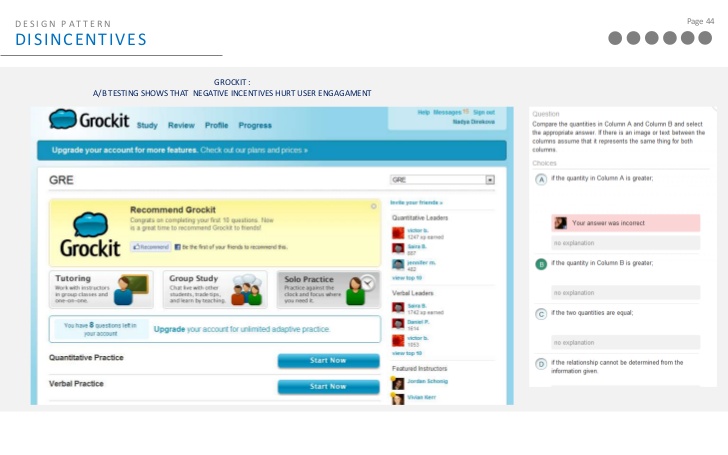 DESIGN PATTERN
DISINCENTIVES
Page 44
GROCKIT :
A/B TESTING SHOWS THAT NEGATIVE INCENTIVES HURT USER ENGAGAMENT
Grockit Study Review Profile Progress
Help Messages Sign out
Nadya Direkova
Upgrade your account for more features. Check out our plans and prices »
GRE
GRE
Recommend Grockit
Congrats on completing your first 10 questions. Now
is a great time to recommend Grockit to friends!
Grockit
Recommend Be the first of your friends to recommend this.
Tutoring
Work with instructors
in group classes and
one-on-one.
Group Study
Chat live with other
students, trade tips,
and learn by teaching.
Solo Practice
Practice against the
clock and focus where
you need it.
You have 8 questions left in
your account
Upgrade your account for unlimited adaptive practice.
Quantitative Practice
Start Now
Verbal Practice
Start Now
Invite your friends »
Quantitative Leaders
victor b.
1247 xp earned
Sara B.
687
jennifer m.
482
view top 10
Verbal Leaders
Sara B.
1742 xp earned
Daniel P.
1614
victor b.
1553
view top 10
Featured Instructors
Jordan Schonig
Vivian Kerr
Question
Compare the quantities in Column A and Column B and select
the appropriate answer. If there is an image or text between the
columns assume that it represents the same thing for both
columns.
Choices
A if the quantity in Column A is greater;
Your answer was incorrect
no explanation
B if the quantity in Column B is greater;
no explanation
C if the two quantities are equal;
no explanation
D if the relationship cannot be determined from the
information given.